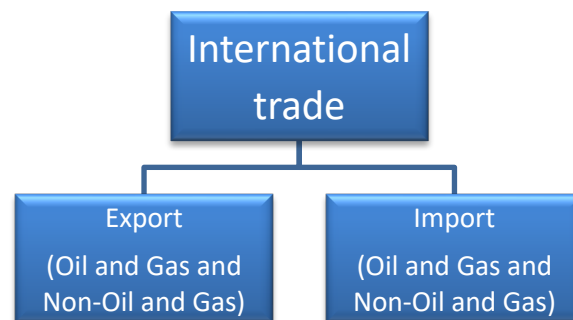 International
trade
Export
(Oil and Gas and
Non-Oil and Gas)
Import
(Oil and Gas and
Non-Oil and Gas)